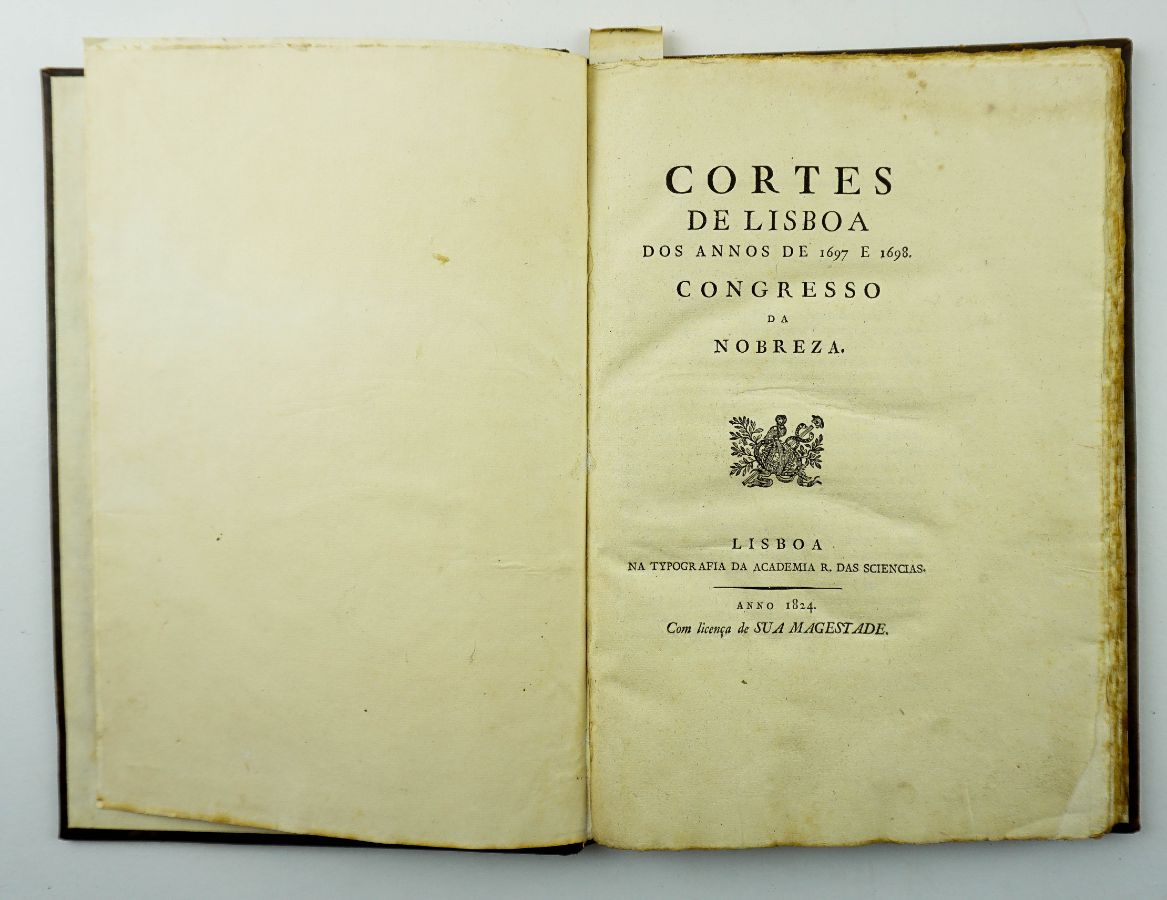 CORTES
DE LISBOA
DOS ANNOS DE 1697 E 1698.
CONGRESSO
DA
NOBREZA.
LISBOA
NA TYPOGRAFIA DA ACADEMIA R. DAS SCIENCIAS.
ANNO 1824.
Com licença de SUA MAGESTADE.